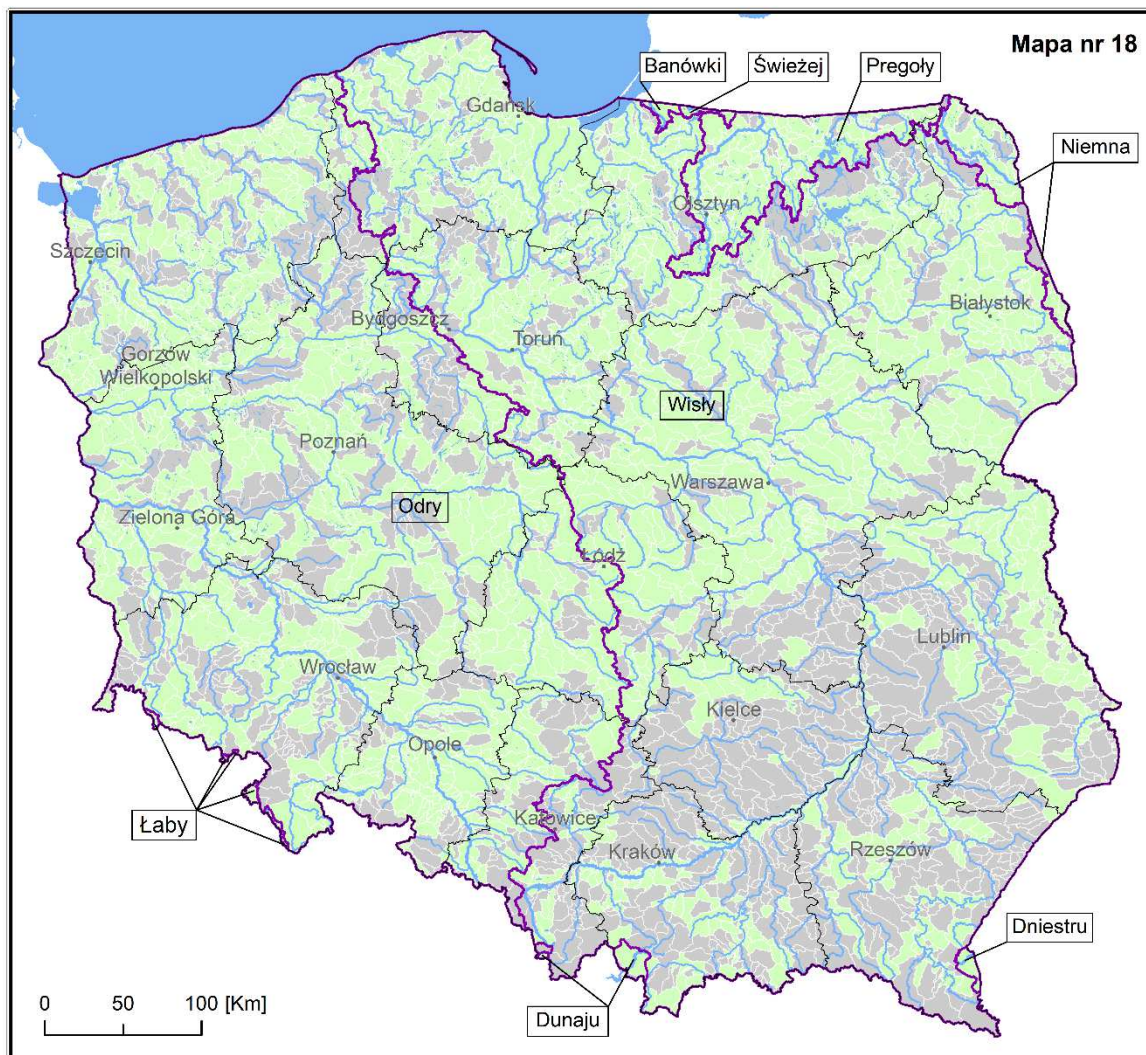 Mapa nr 18
Banówki
Świeżej
Pregoły
Gdańsk
Niemna
Olsztyn
Szczecin
Białystok
Bydgoszcz
Toruń
Gorzów
Wielkopolski
Wisły
Poznań
Warszawa
Odry
Zielona Góra
Łódź
Lublin
Wrocław
Kielce
Opole
Łaby
Katowice
Kraków
Rzeszów
Dniestru
0 50 100 [Km]
Dunaju